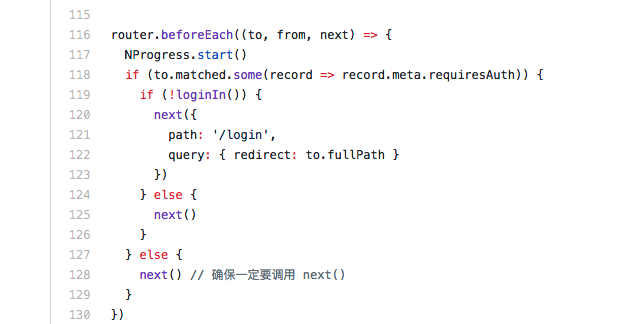 115
116 router.beforeEach((to, from, next) => {
117   NProgress.start()
118   if (to.matched.some(record => record.meta.requiresAuth)) {
119     if (!loginIn()) {
120       next({
121         path: '/login',
122         query: { redirect: to.fullPath }
123       })
124     } else {
125       next()
126     }
127   } else {
128     next() // 确保一定要调用 next()
129   }
130 })